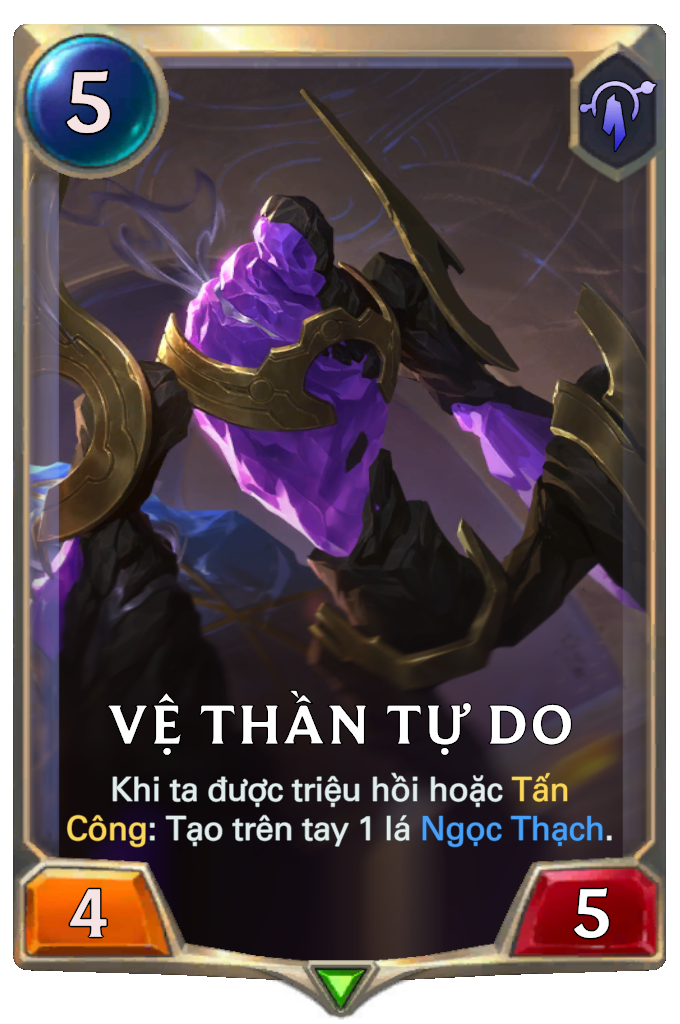 5
VỆ THẦN TỰ DO
Khi ta được triệu hồi hoặc Tấn
Công: Tạo trên tay 1 lá Ngọc Thạch.
4
5